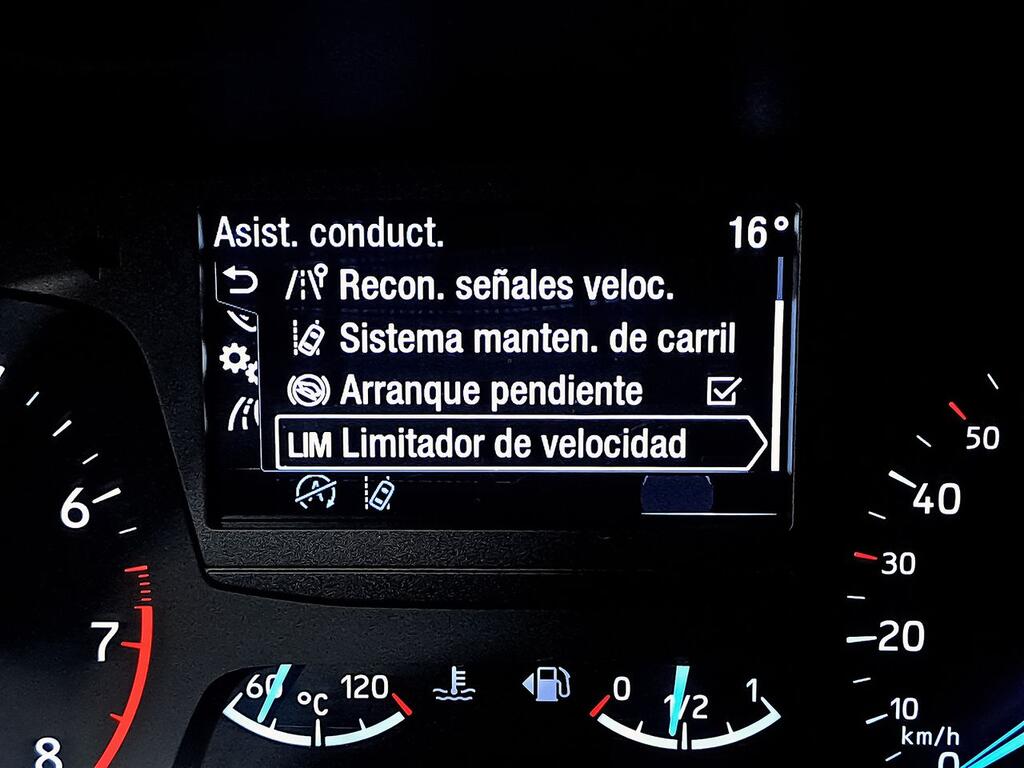 Asist. conduct. 16°
Recon. señales veloc.
Sistema manten. de carril
Arranque pendiente
LIM Limitador de velocidad
6
7
8
60 °C 120
0 1/2 1
50
40
30
20
10
km/h
0